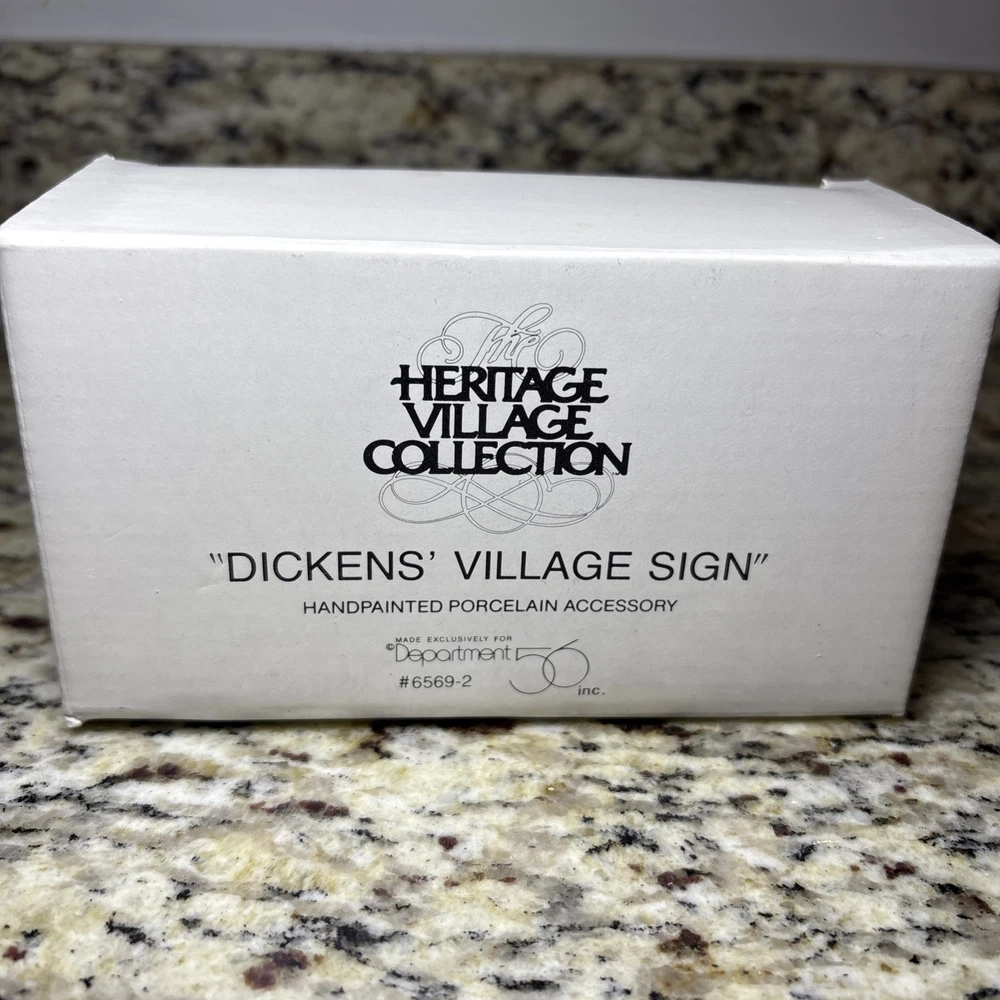 The
HERITAGE
VILLAGE
COLLECTION
"DICKENS' VILLAGE SIGN"
HANDPAINTED PORCELAIN ACCESSORY
MADE EXCLUSIVELY FOR
©Department 56 inc.
#6569-2